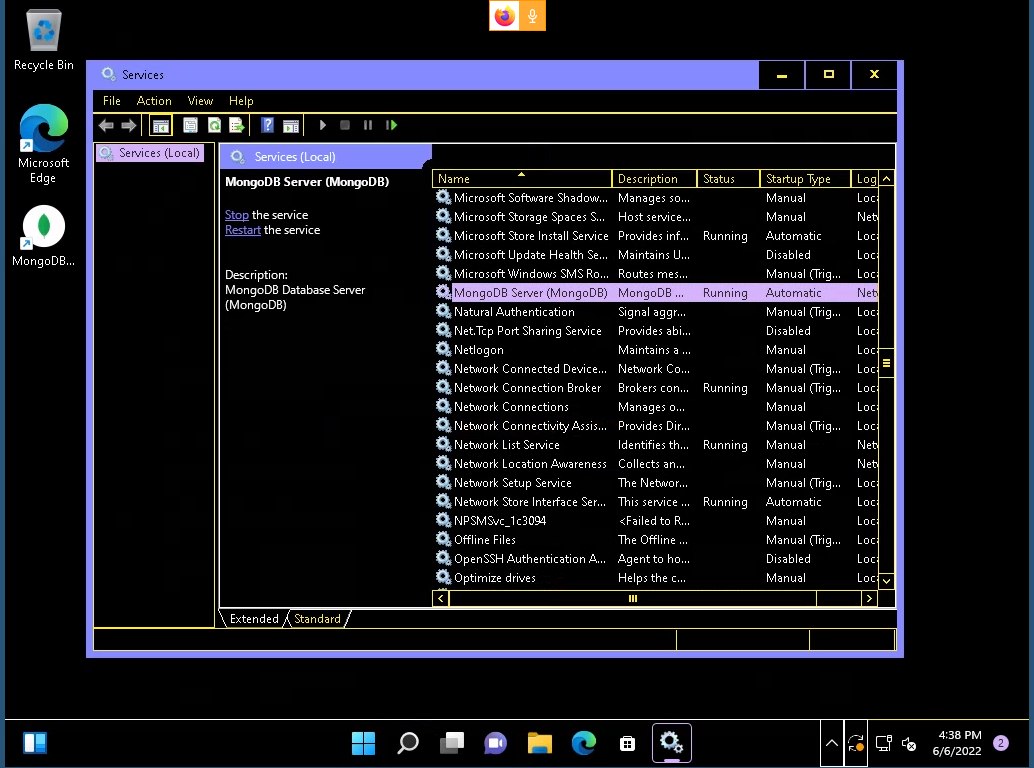 Recycle Bin
Microsoft
Edge
MongoDB...
Services
File Action View Help
Services (Local)
Services (Local)
MongoDB Server (MongoDB)
Stop the service
Restart the service
Description:
MongoDB Database Server
(MongoDB)
Name Description Status Startup Type Log
Microsoft Software Shadow... Manages so... Manual Loc
Microsoft Storage Spaces S... Host service... Manual Net
Microsoft Store Install Service Provides inf... Running Automatic Loc
Microsoft Update Health Se... Maintains U... Disabled Loc
Microsoft Windows SMS Ro... Routes mes... Manual (Trig... Loc
MongoDB Server (MongoDB) MongoDB ... Running Automatic Net
Natural Authentication Signal aggr... Manual (Trig... Loc
Net.Tcp Port Sharing Service Provides abi... Disabled Loc
Netlogon Maintains a ... Manual Loc
Network Connected Device... Network Co... Manual (Trig... Loc
Network Connection Broker Brokers con... Running Manual (Trig... Loc
Network Connections Manages o... Manual Loc
Network Connectivity Assis... Provides Dir... Manual (Trig... Loc
Network List Service Identifies th... Running Manual Net
Network Location Awareness Collects an... Manual Net
Network Setup Service The Networ... Manual (Trig... Loc
Network Store Interface Ser... This service ... Running Automatic Loc
NPSMSvc_1c3094 <Failed to R... Manual Loc
Offline Files The Offline ... Manual (Trig... Loc
OpenSSH Authentication A... Agent to ho... Disabled Loc
Optimize drives Helps the c... Manual Loc
Extended Standard
4:38 PM
6/6/2022
2